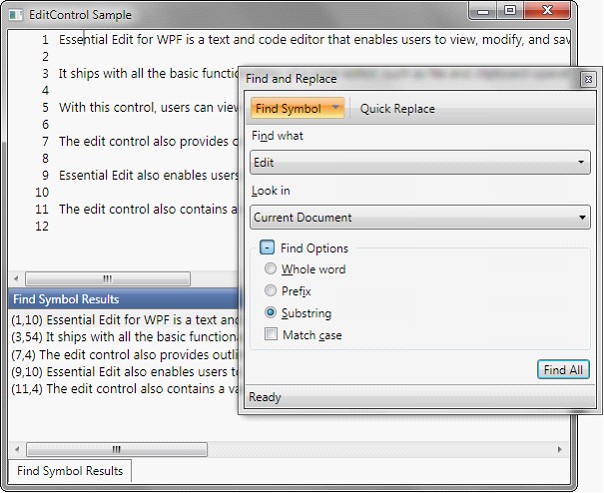 EditControl Sample
1 Essential Edit for WPF is a text and code editor that enables users to view, modify, and sav
2
3 It ships with all the basic function
4
5 With this control, users can view
6
7 The edit control also provides o
8
9 Essential Edit also enables users
10
11 The edit control also contains a
12
Find and Replace
Find Symbol
Quick Replace
Find what
Edit
Look in
Current Document
- Find Options
Whole word
Prefix
Substring
Match case
Find All
Ready
Find Symbol Results
(1,10) Essential Edit for WPF is a text and
(3,54) It ships with all the basic functiona
(7,4) The edit control also provides outli
(9,10) Essential Edit also enables users t
(11,4) The edit control also contains a va
Find Symbol Results